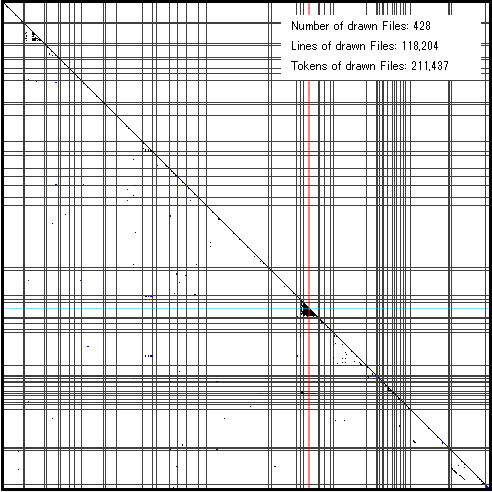 Number of drawn Files: 428
Lines of drawn Files: 118,204
Tokens of drawn Files: 211,437